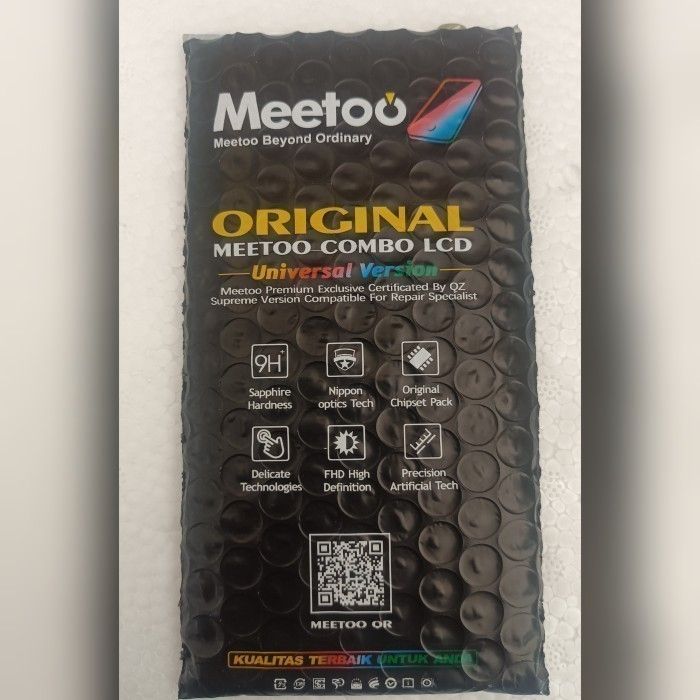 Meetoo
Meetoo Beyond Ordinary
ORIGINAL
MEETOO COMBO LCD
Universal Version
Meetoo Premium Exclusive Certificated By QZ
Supreme Version Compatible For Repair Specialist
9H+
Sapphire
Hardness
Nippon
optics Tech
Original
Chipset Pack
Delicate
Technologies
FHD High
Definition
Precision
Artificial Tech
MEETOO OR
KUALITAS TERBAIK UNTUK ANDA